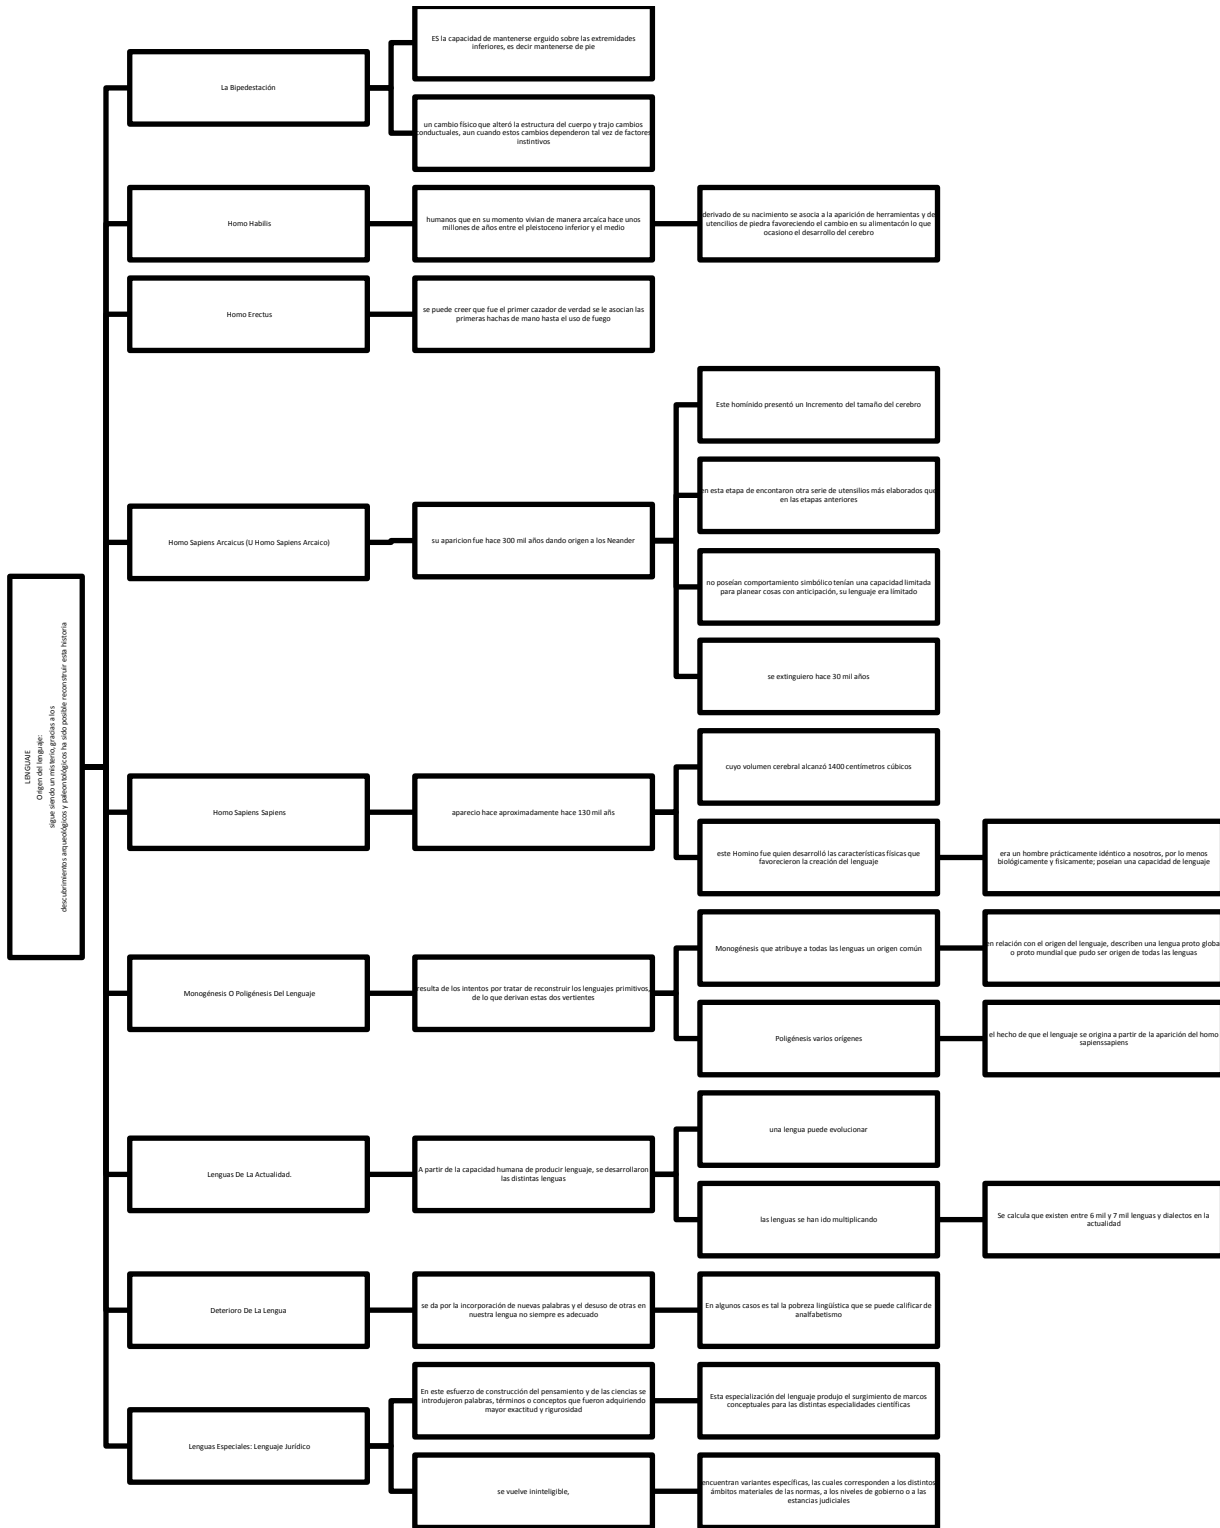 LENGUAJE
Origen del lenguaje:
sigue siendo un misterio, gracias a los
descubrimientos arqueológicos y paleontológicos ha sido posible reconstruir esta historia
La Bipedestación
ES la capacidad de mantenerse erguido sobre las extremidades
inferiores, es decir mantenerse de pie
un cambio físico que alteró la estructura del cuerpo y trajo cambios
conductuales, aun cuando estos cambios dependeron tal vez de factores
instintivos
Homo Habilis
humanos que en su momento vivian de manera arcaíca hace unos
millones de años entre el pleistoceno inferior y el medio
derivado de su nacimiento se asocia a la aparición de herramientas y de
utencilios de piedra favoreciendo el cambio en su alimentacón lo que
ocasiono el desarrollo del cerebro
Homo Erectus
se puede creer que fue el primer cazador de verdad se le asocian las
primeras hachas de mano hasta el uso de fuego
Homo Sapiens Arcaicus (U Homo Sapiens Arcaico)
su aparicion fue hace 300 mil años dando origen a los Neander
Este homínido presentó un Incremento del tamaño del cerebro
en esta etapa de encontaron otra serie de utensilios más elaborados que
en las etapas anteriores
no poseían comportamiento simbólico tenían una capacidad limitada
para planear cosas con anticipación, su lenguaje era limitado
se extinguiero hace 30 mil años
Homo Sapiens Sapiens
aparecio hace aproximadamente hace 130 mil añs
cuyo volumen cerebral alcanzó 1400 centímetros cúbicos
este Homino fue quien desarrolló las características físicas que
favorecieron la creación del lenguaje
era un hombre prácticamente idéntico a nosotros, por lo menos
biológicamente y fisicamente; poseian una capacidad de lenguaje
Monogénesis O Poligénesis Del Lenguaje
resulta de los intentos por tratar de reconstruir los lenguajes primitivos,
de lo que derivan estas dos vertientes
Monogénesis que atribuye a todas las lenguas un origen común
en relación con el origen del lenguaje, describen una lengua proto global
o proto mundial que pudo ser origen de todas las lenguas
Poligénesis varios orígenes
el hecho de que el lenguaje se origina a partir de la aparición del homo
sapienssapiens
Lenguas De La Actualidad.
A partir de la capacidad humana de producir lenguaje, se desarrollaron
las distintas lenguas
una lengua puede evolucionar
las lenguas se han ido multiplicando
Se calcula que existen entre 6 mil y 7 mil lenguas y dialectos en la
actualidad
Deterioro De La Lengua
se da por la incorporación de nuevas palabras y el desuso de otras en
nuestra lengua no siempre es adecuado
En algunos casos es tal la pobreza lingüística que se puede calificar de
analfabetismo
Lenguas Especiales: Lenguaje Jurídico
En este esfuerzo de construcción del pensamiento y de las ciencias se
introdujeron palabras, términos o conceptos que fueron adquiriendo
mayor exactitud y rigurosidad
Esta especialización del lenguaje produjo el surgimiento de marcos
conceptuales para las distintas especialidades científicas
se vuelve ininteligible,
encuentran variantes específicas, las cuales corresponden a los distintos
ámbitos materiales de las normas, a los niveles de gobierno o a las
estancias judiciales